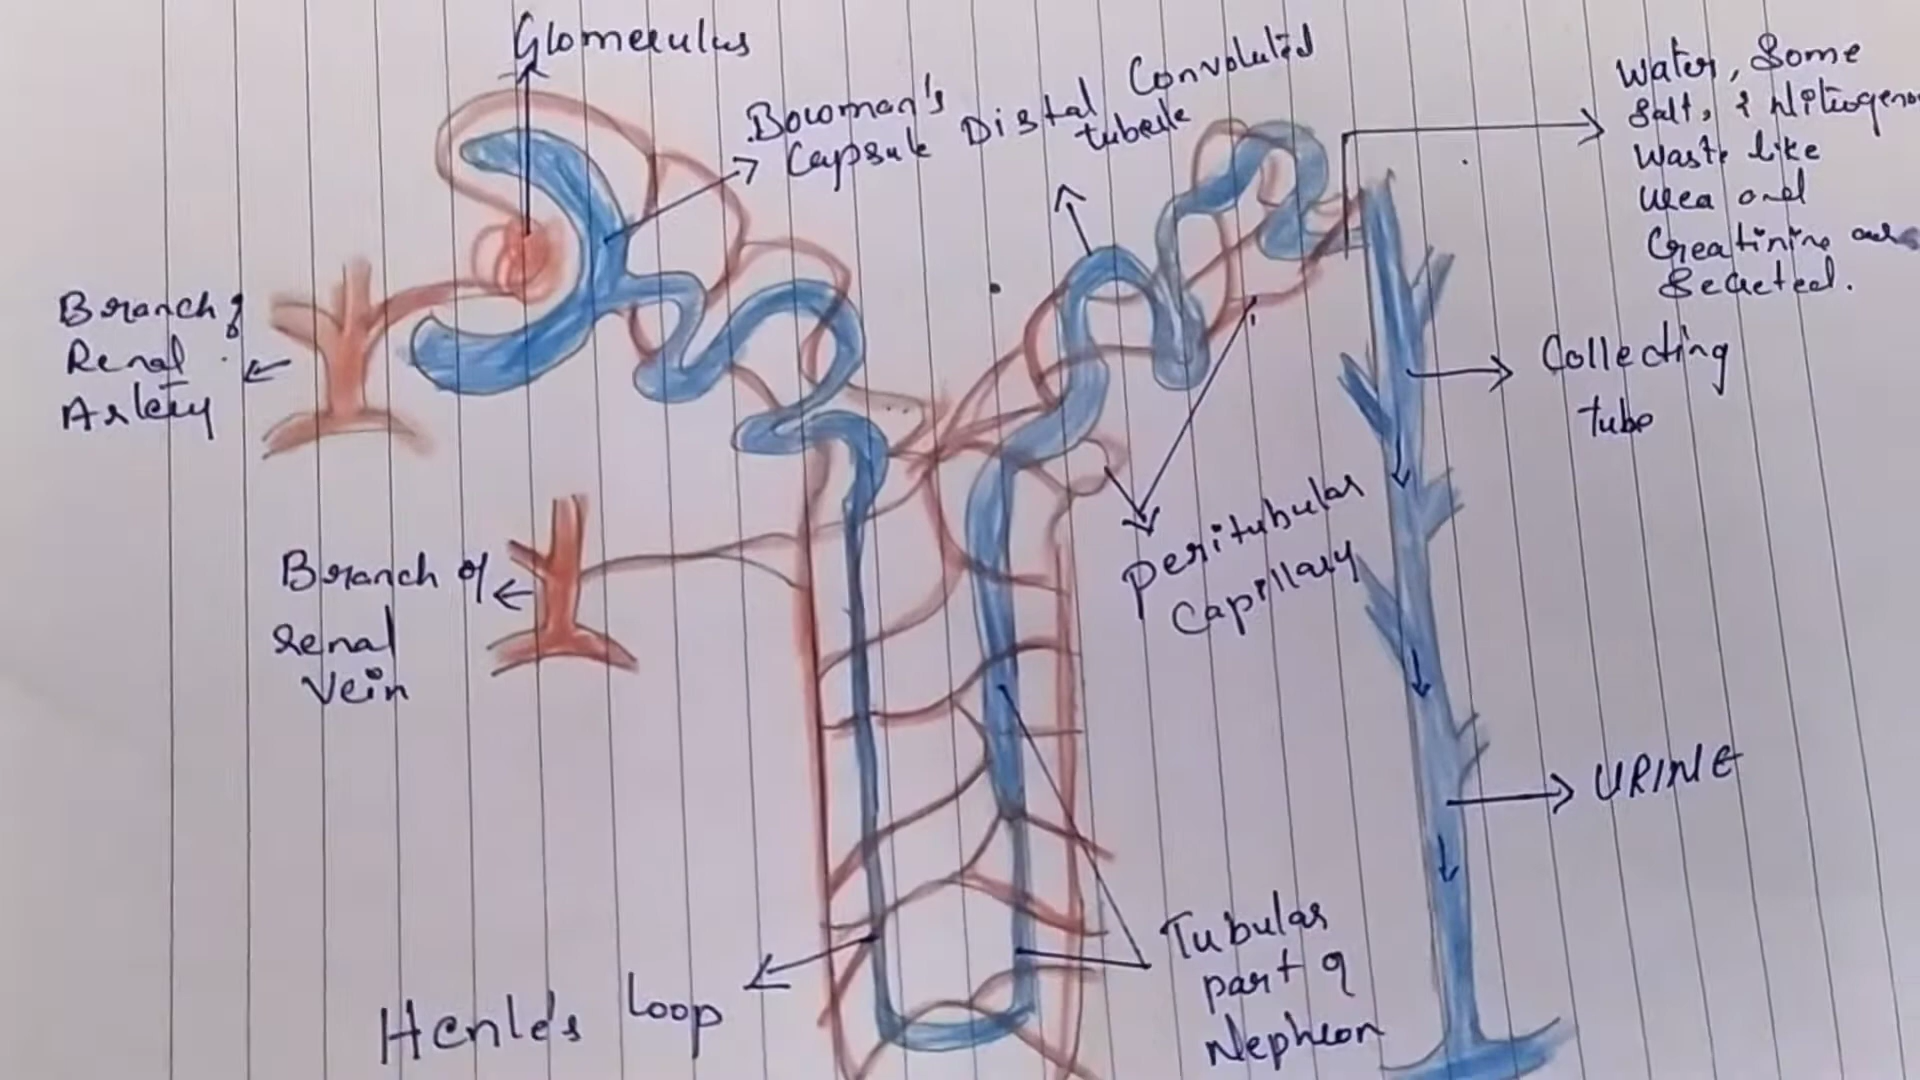 Glomerulus
Bowman's
Capsule
Distal Convoluted
tubule
Water, Some
Salt, & Nitrogenou
Waste like
Urea and
Creatinine are
Secreted.
Branch of
Renal
Artery
Collecting
tube
Peritubular
Capillary
Branch of
renal
Vein
URINE
Tubular
part of
Nephron
Henle's loop